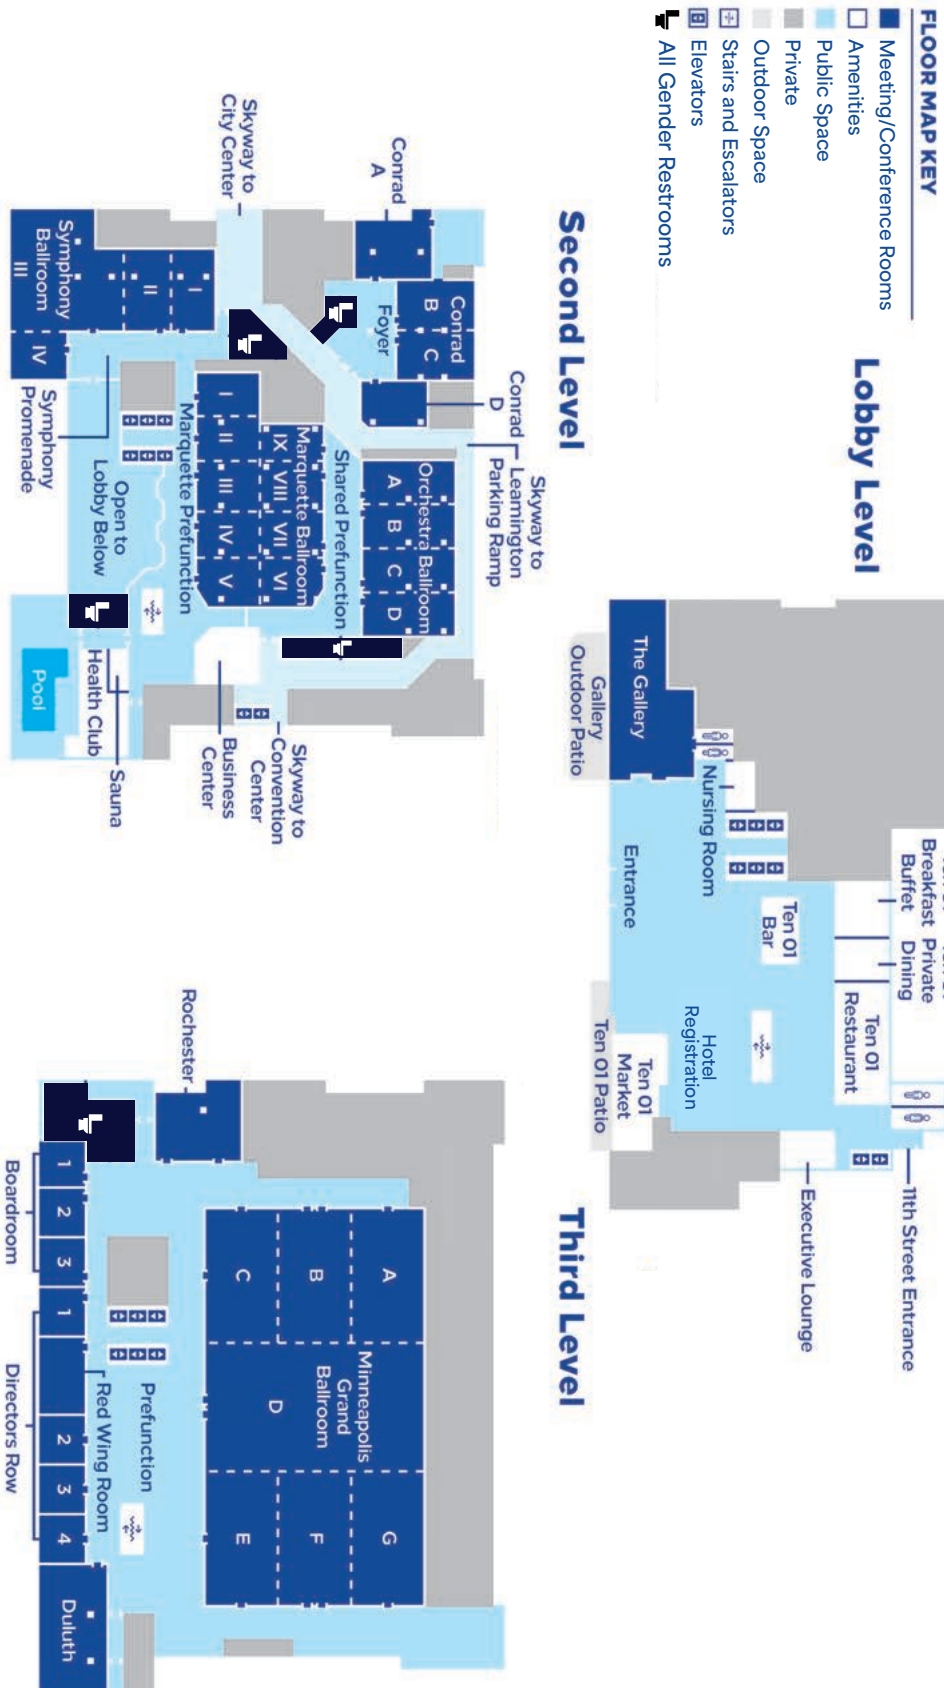 FLOOR MAP KEY
Meeting/Conference Rooms
Amenities
Public Space
Private
Outdoor Space
Stairs and Escalators
Elevators
All Gender Restrooms
Lobby Level
Breakfast
Buffet
Private
Dining
Ten 01
Restaurant
11th Street Entrance
Executive Lounge
Ten 01
Bar
Nursing Room
Hotel
Registration
The Gallery
Entrance
Ten 01
Market
Gallery
Outdoor Patio
Ten 01 Patio
Second Level
Skyway to
Leamington
Parking Ramp
Conrad
D
Conrad
B
C
Conrad
A
Foyer
Orchestra Ballroom
A
B
C
D
Shared Prefunction
Skyway to
City Center
Marquette Ballroom
IX
VIII
VII
VI
I
II
III
IV
V
Skyway to
Convention
Center
Business
Center
Marquette Prefunction
I
II
Symphony
Ballroom
III
IV
Open to
Lobby Below
Symphony
Promenade
Sauna
Health Club
Pool
Third Level
Rochester
A
B
C
Minneapolis
Grand
Ballroom
D
G
F
E
Prefunction
Red Wing Room
1
2
3
1
2
3
4
Duluth
Boardroom
Directors Row